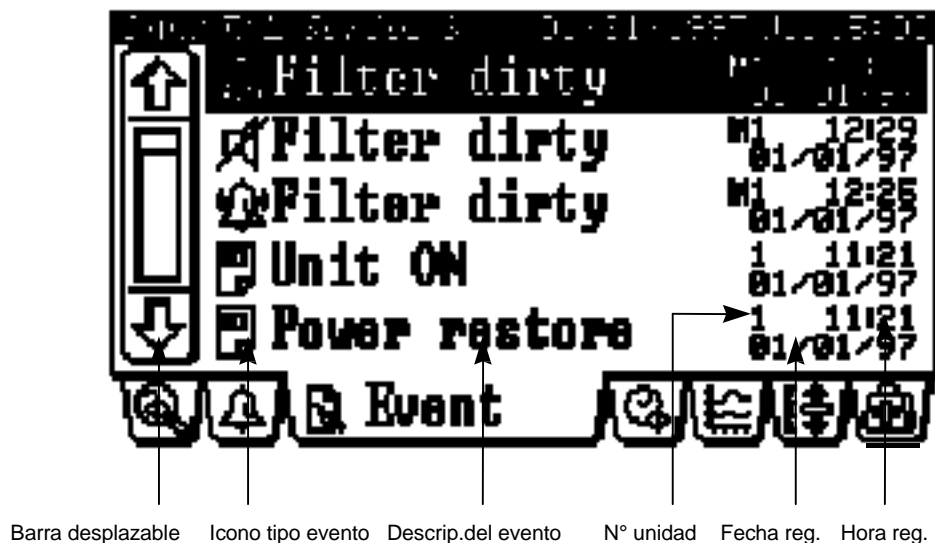 Filter dirty
Filter dirty M1 12:29
01/01/97
Filter dirty M1 12:25
01/01/97
Unit ON 1 11:21
01/01/97
Power restore 1 11:21
01/01/97
Event
Barra desplazable Icono tipo evento Descrip.del evento N° unidad Fecha reg. Hora reg.